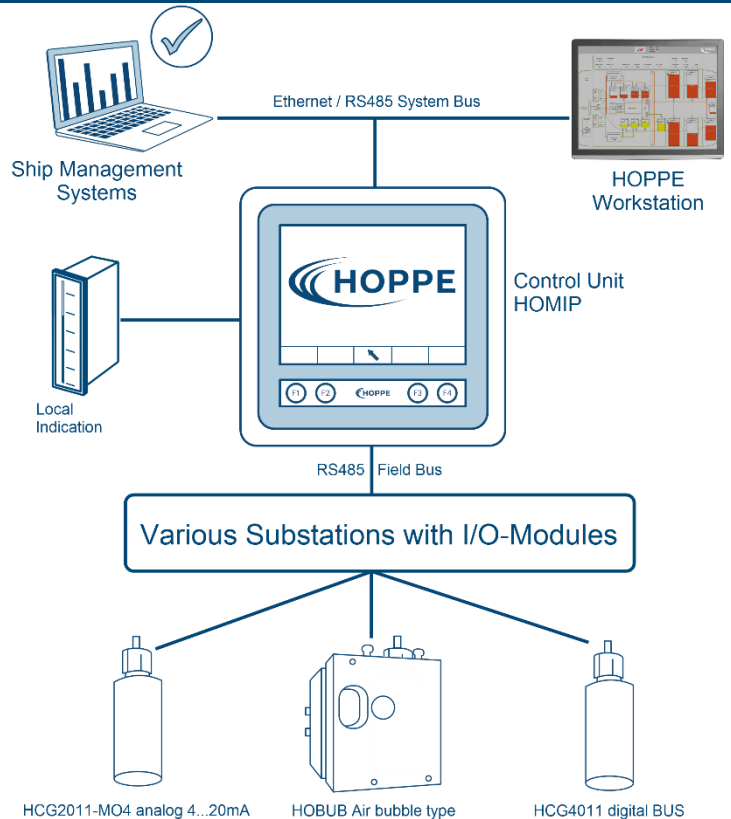 Ethernet / RS485 System Bus
Ship Management
Systems
HOPPE
Workstation
HOPPE
Control Unit
HOMIP
F1 F2 HOPPE F3 F4
Local
Indication
RS485 Field Bus
Various Substations with I/O-Modules
HCG2011-MO4 analog 4...20mA
HOBUB Air bubble type
HCG4011 digital BUS